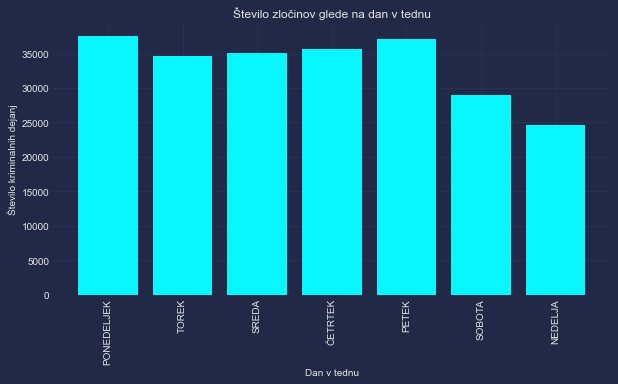 Število zločinov glede na dan v tednu
Število kriminalnih dejanj
35000
30000
25000
20000
15000
10000
5000
0
PONEDELJEK
TOREK
SREDA
ČETRTEK
PETEK
SOBOTA
NEDELJA
Dan v tednu